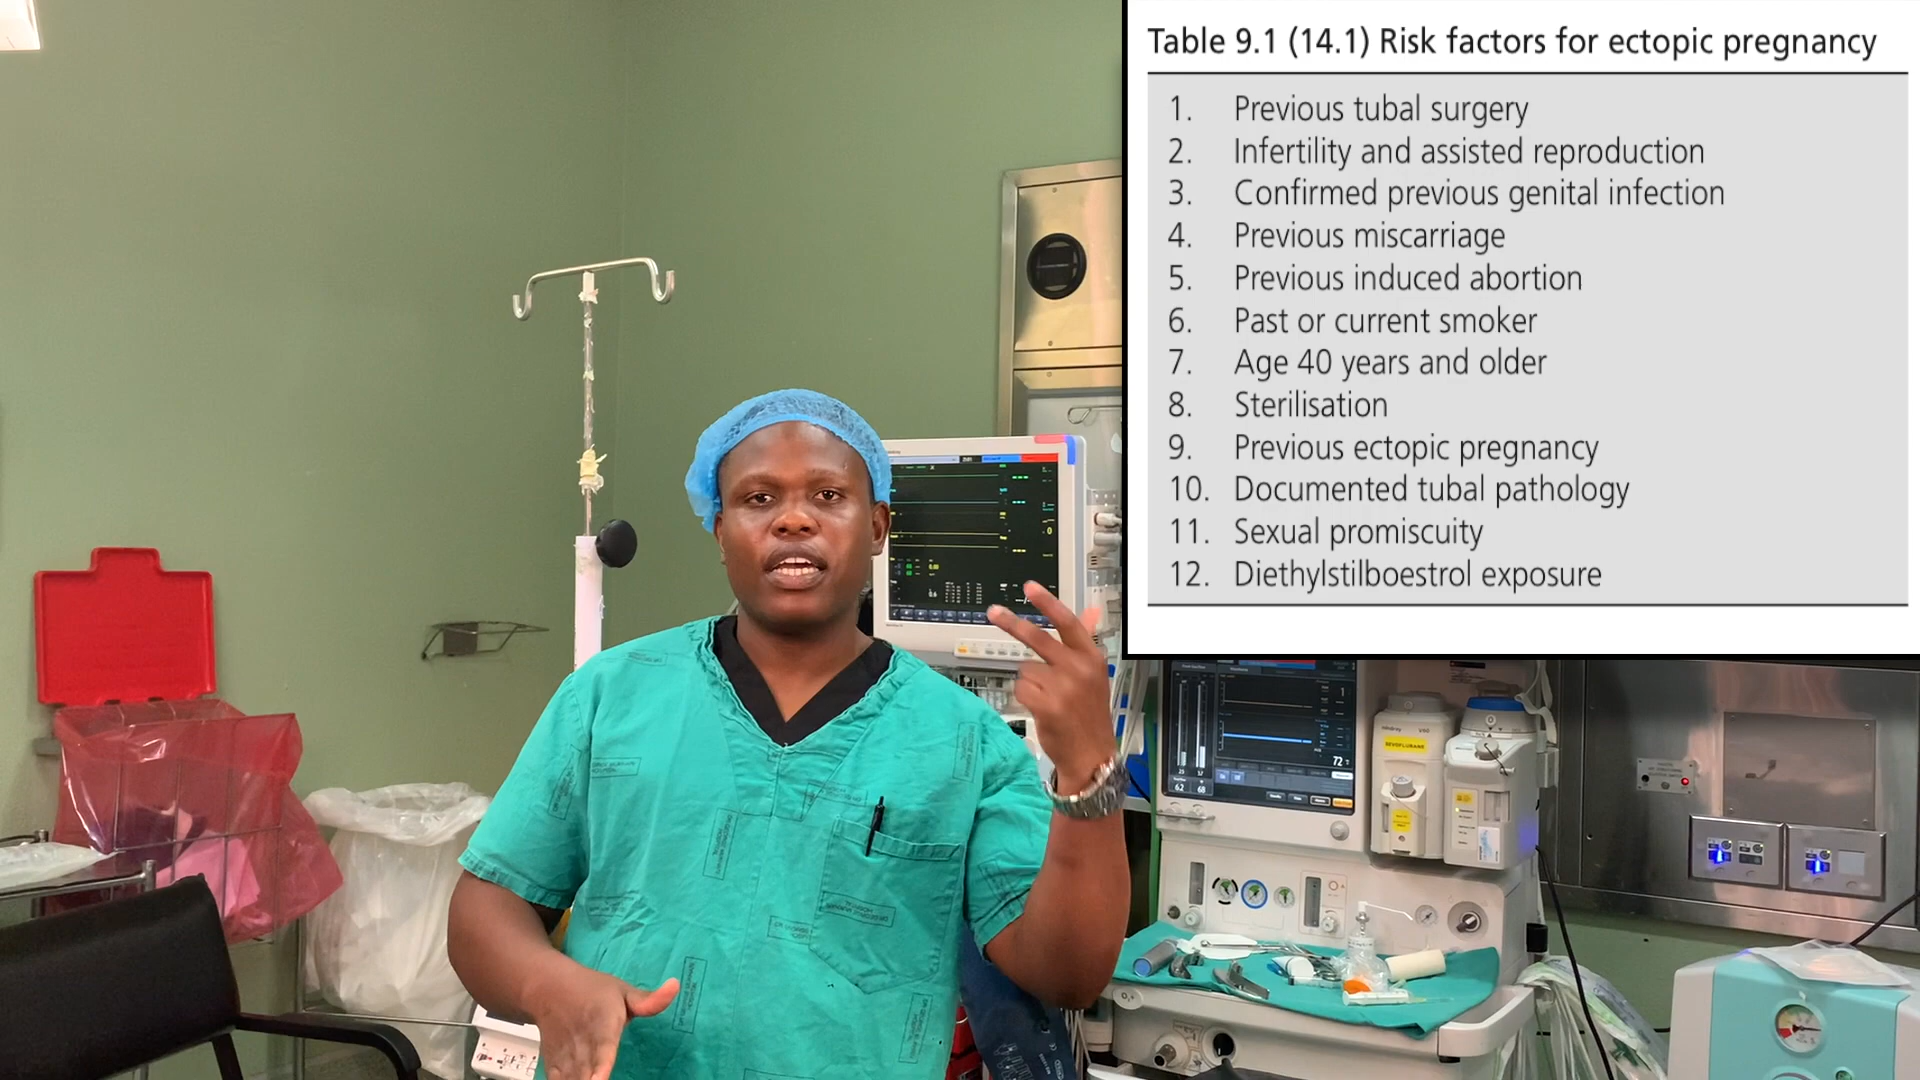 Table 9.1 (14.1) Risk factors for ectopic pregnancy
1. Previous tubal surgery
2. Infertility and assisted reproduction
3. Confirmed previous genital infection
4. Previous miscarriage
5. Previous induced abortion
6. Past or current smoker
7. Age 40 years and older
8. Sterilisation
9. Previous ectopic pregnancy
10. Documented tubal pathology
11. Sexual promiscuity
12. Diethylstilboestrol exposure
SEVOFLURANE
72